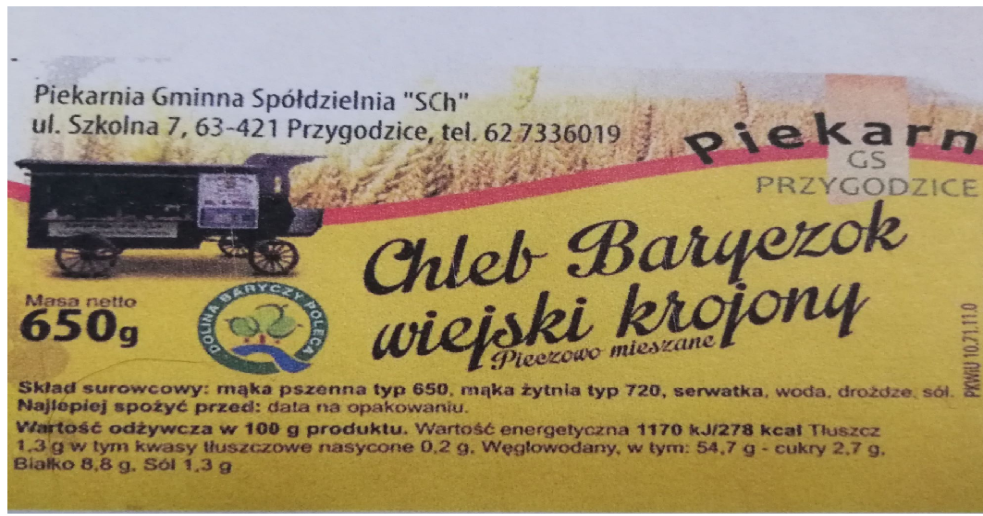 Piekarnia Gminna Spółdzielnia "SCh"
ul. Szkolna 7, 63-421 Przygodzice, tel. 62 7336019
Piekarn
GS
PRZYGODZICE
Chleb Baryczok
wiejski krojony
Pieczowo mieszane
Masa netto
650g
DOLINA BARYCZY POLECA
PKWiU 10.71.11.0
Skład surowcowy: mąka pszenna typ 650, mąka żytnia typ 720, serwatka, woda, drożdze, sól.
Najlepiej spożyć przed: data na opakowaniu.
Wartość odżywcza w 100 g produktu. Wartość energetyczna 1170 kJ/278 kcal Tłuszcz
1,3 g w tym kwasy tłuszczowe nasycone 0,2 g, Węglowodany, w tym: 54,7 g - cukry 2,7 g,
Białko 8,8 g, Sól 1,3 g